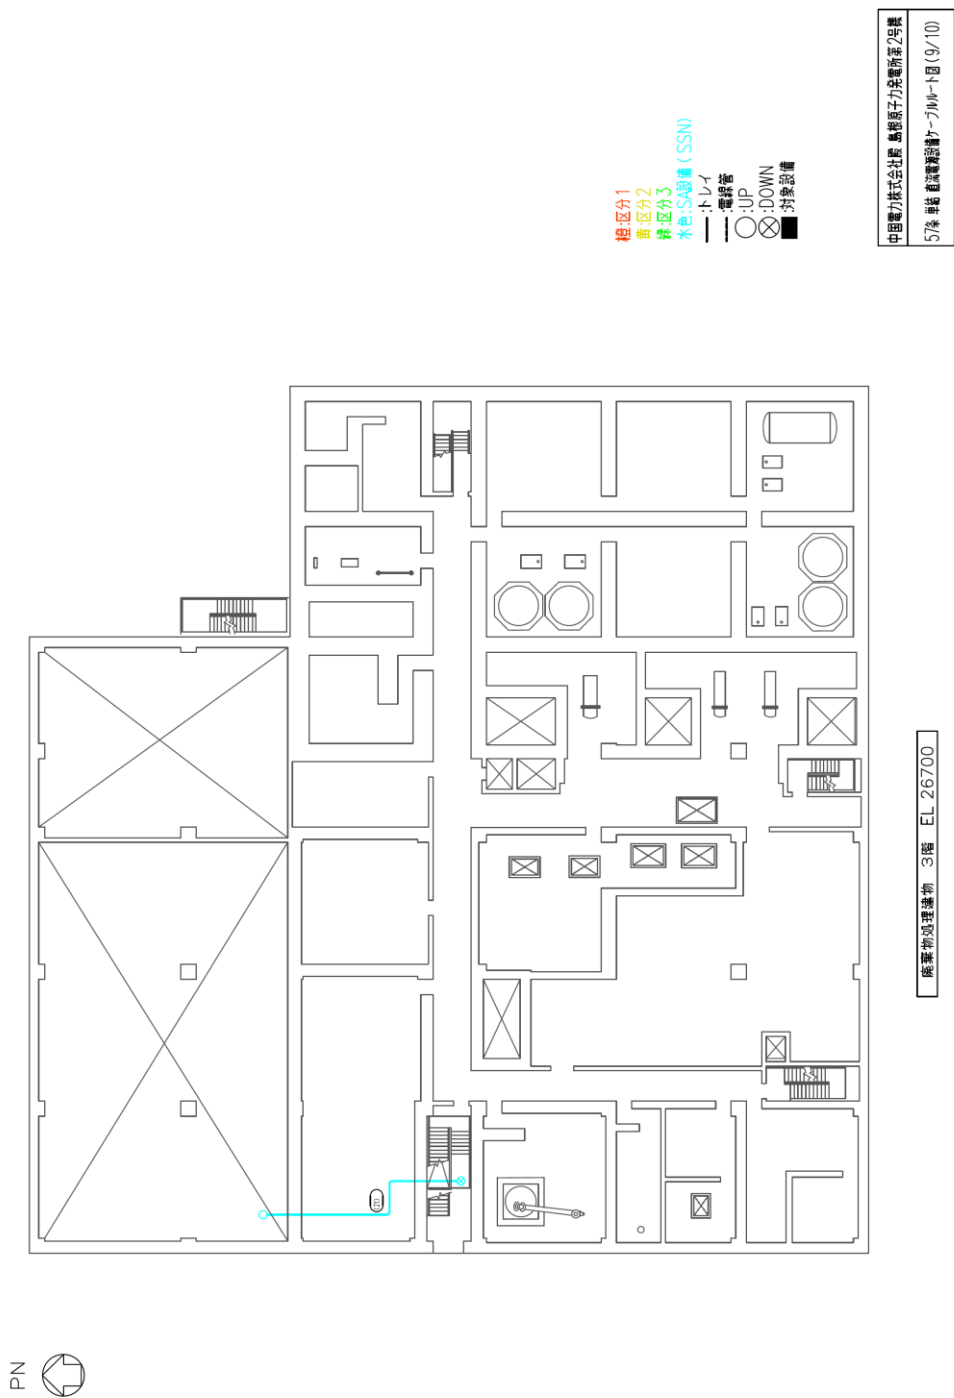 中国電力株式会社殿 島根原子力発電所第2号機
57条 単結 直流電源設備ケーブルルート図(9/10)
橙:区分1
黄:区分2
緑:区分3
水色:SA設備(SSN)
:トレイ
:電線管
:UP
:DOWN
:対象設備
廃棄物処理建物 3階 EL 26700
PN